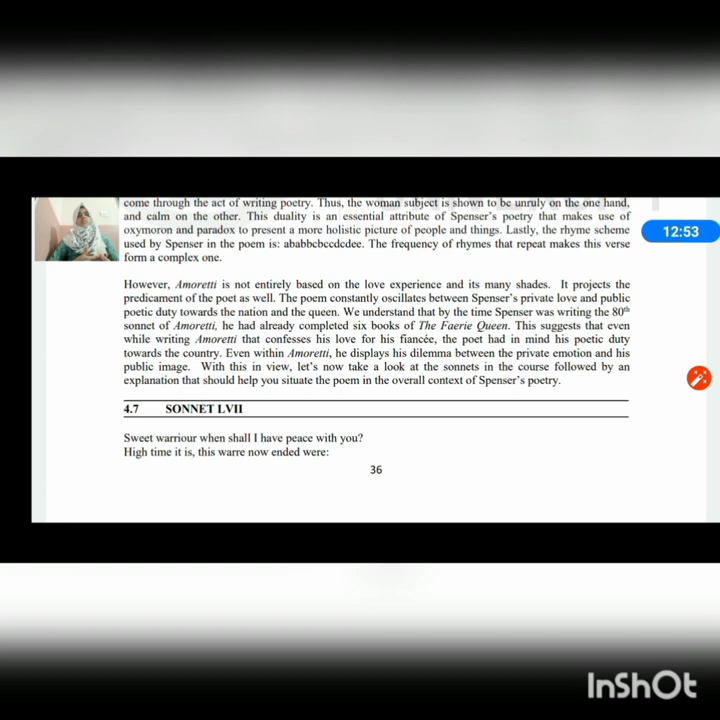 come through the act of writing poetry. Thus, the woman subject is shown to be unruly on the one hand,
and calm on the other. This duality is an essential attribute of Spenser's poetry that makes use of
oxymoron and paradox to present a more holistic picture of people and things. Lastly, the rhyme scheme
used by Spenser in the poem is: ababbcbccdcdee. The frequency of rhymes that repeat makes this verse
form a complex one.
12:53
However, Amoretti is not entirely based on the love experience and its many shades. It projects the
predicament of the poet as well. The poem constantly oscillates between Spenser's private love and public
poetic duty towards the nation and the queen. We understand that by the time Spenser was writing the 80th
sonnet of Amoretti, he had already completed six books of The Faerie Queen. This suggests that even
while writing Amoretti that confesses his love for his fiancée, the poet had in mind his poetic duty
towards the country. Even within Amoretti, he displays his dilemma between the private emotion and his
public image. With this in view, let's now take a look at the sonnets in the course followed by an
explanation that should help you situate the poem in the overall context of Spenser's poetry.
4.7 SONNET LVII
Sweet warriour when shall I have peace with you?
High time it is, this warre now ended were:
36
InShOt